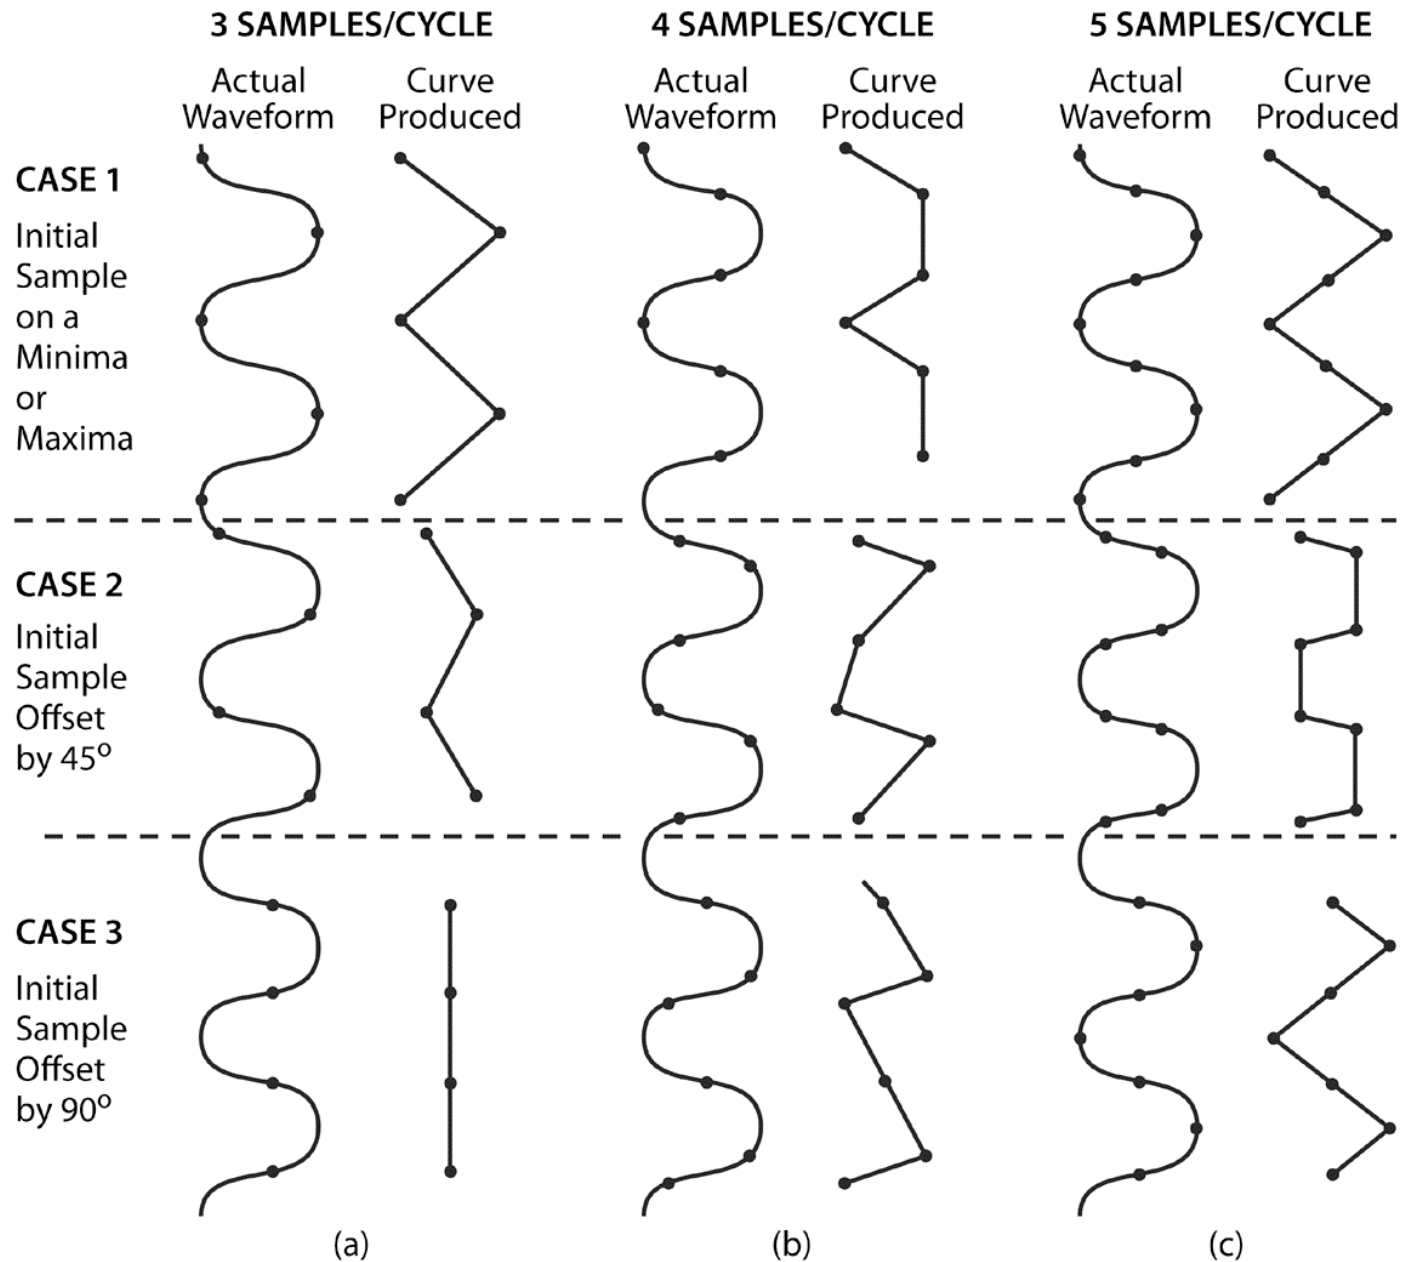 3 SAMPLES/CYCLE
4 SAMPLES/CYCLE
5 SAMPLES/CYCLE
Actual
Waveform
Curve
Produced
Actual
Waveform
Curve
Produced
Actual
Waveform
Curve
Produced
CASE 1
Initial
Sample
on a
Minima
or
Maxima
CASE 2
Initial
Sample
Offset
by 45º
CASE 3
Initial
Sample
Offset
by 90º
(a)
(b)
(c)